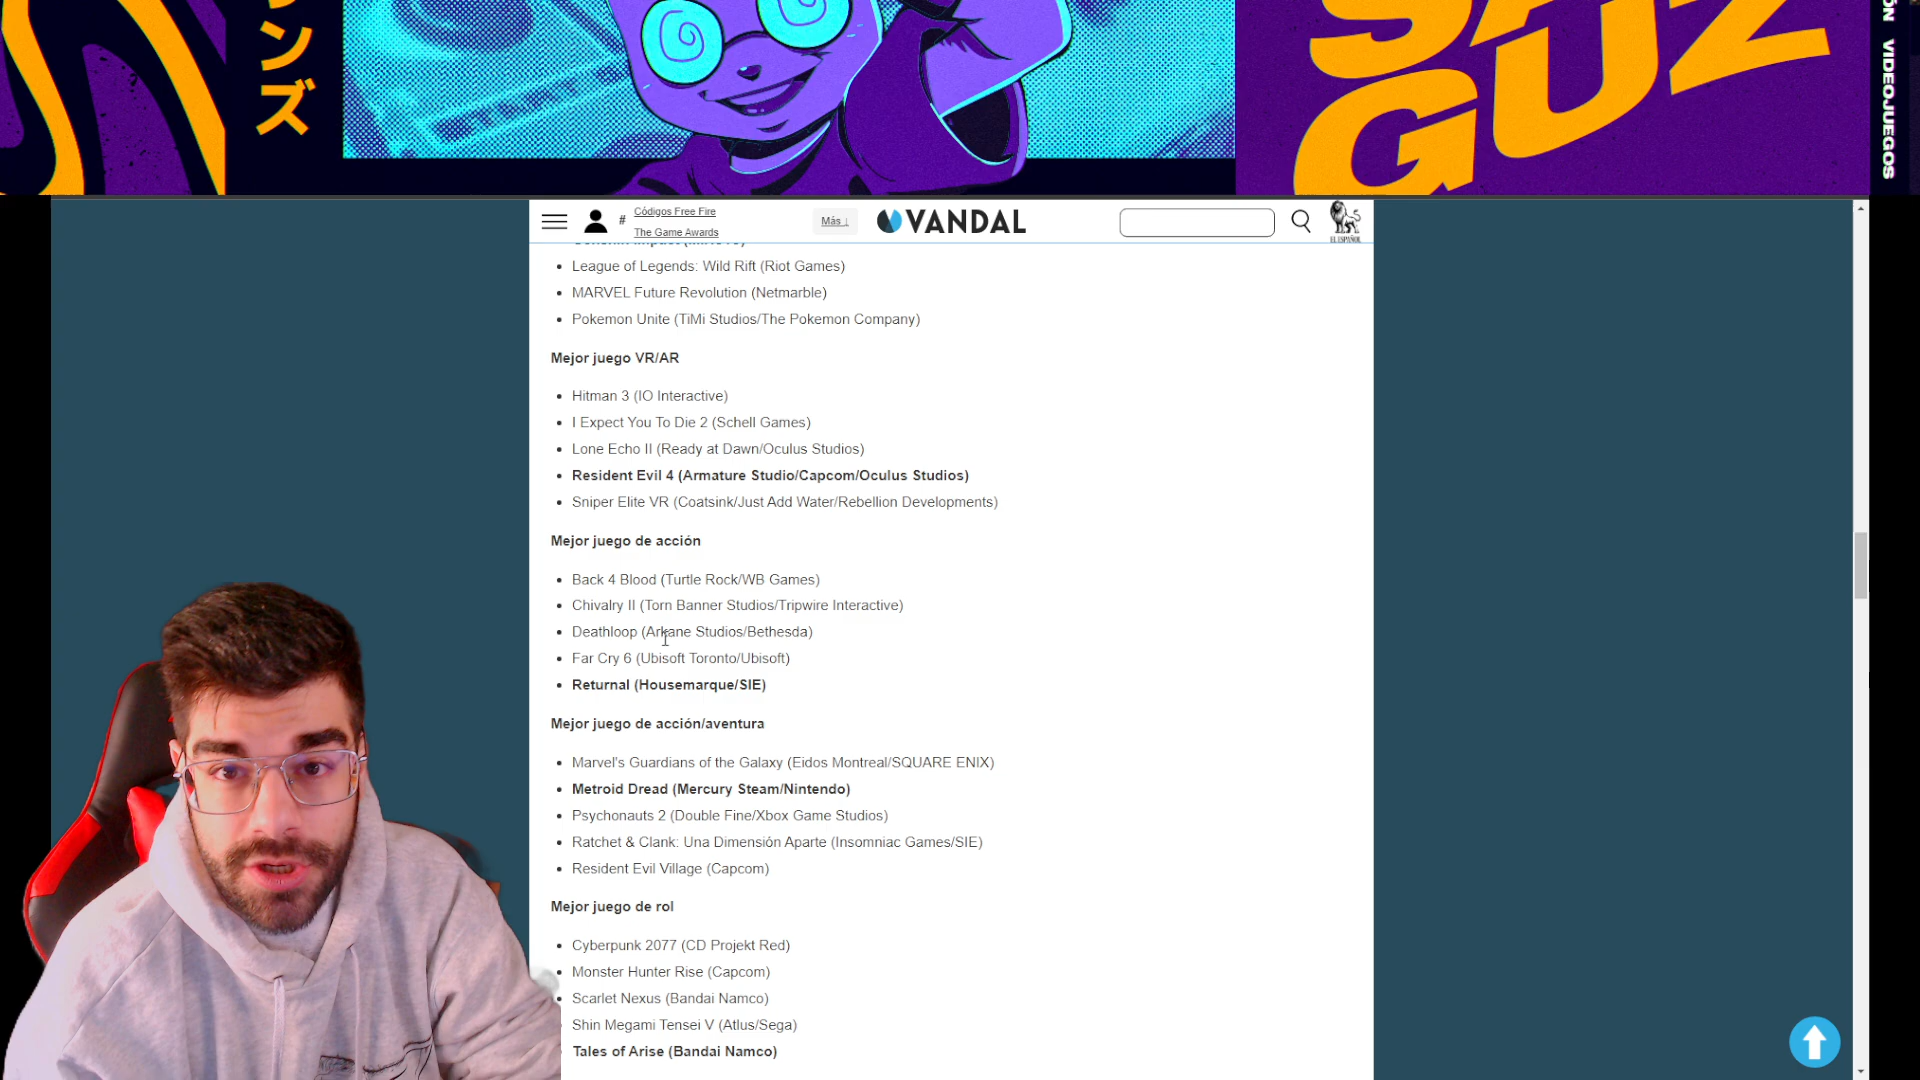 ンズ
GUZ
VIDEOJUEGOS
#
Códigos Free Fire
The Game Awards
Más ↓
VANDAL
EL ESPAÑOL
League of Legends: Wild Rift (Riot Games)
MARVEL Future Revolution (Netmarble)
Pokemon Unite (TiMi Studios/The Pokemon Company)
Mejor juego VR/AR
Hitman 3 (IO Interactive)
I Expect You To Die 2 (Schell Games)
Lone Echo II (Ready at Dawn/Oculus Studios)
Resident Evil 4 (Armature Studio/Capcom/Oculus Studios)
Sniper Elite VR (Coatsink/Just Add Water/Rebellion Developments)
Mejor juego de acción
Back 4 Blood (Turtle Rock/WB Games)
Chivalry II (Torn Banner Studios/Tripwire Interactive)
Deathloop (Arkane Studios/Bethesda)
Far Cry 6 (Ubisoft Toronto/Ubisoft)
Returnal (Housemarque/SIE)
Mejor juego de acción/aventura
Marvel's Guardians of the Galaxy (Eidos Montreal/SQUARE ENIX)
Metroid Dread (Mercury Steam/Nintendo)
Psychonauts 2 (Double Fine/Xbox Game Studios)
Ratchet & Clank: Una Dimensión Aparte (Insomniac Games/SIE)
Resident Evil Village (Capcom)
Mejor juego de rol
Cyberpunk 2077 (CD Projekt Red)
Monster Hunter Rise (Capcom)
Scarlet Nexus (Bandai Namco)
Shin Megami Tensei V (Atlus/Sega)
Tales of Arise (Bandai Namco)